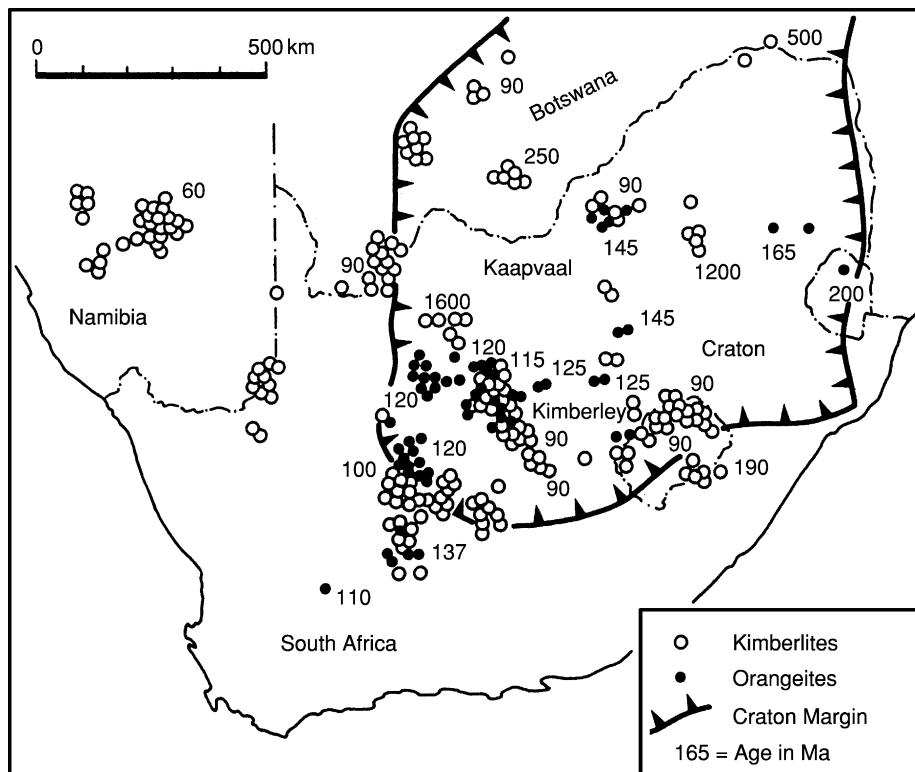 0 500 km
500
90
Botswana
250
60
90
145
165
1200
90
Kaapvaal
200
Namibia
1600
145
120
115
Craton
125
125
120
Kimberley
90
120
90
90
100
190
90
137
110
South Africa
Kimberlites
Orangeites
Craton Margin
165 = Age in Ma